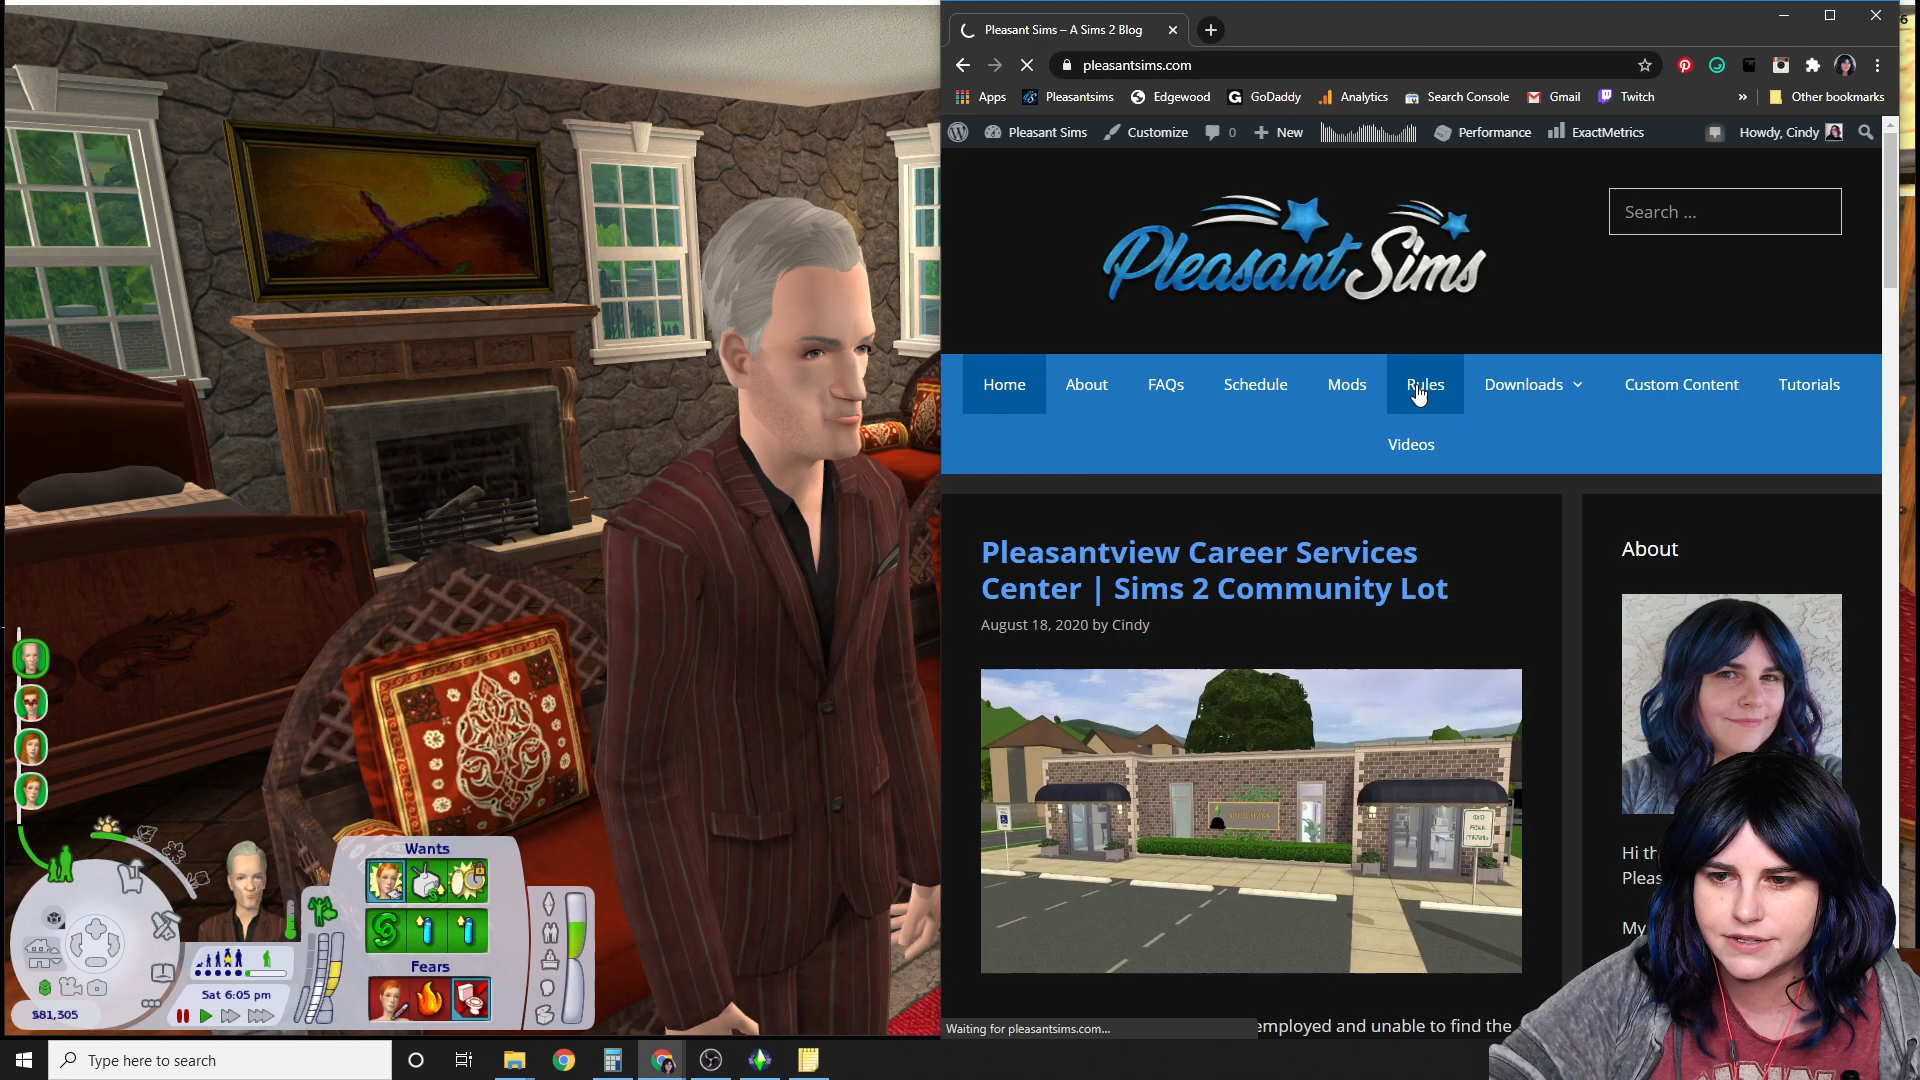 Pleasant Sims – A Sims 2 Blog
pleasantsims.com
Apps Pleasantsims Edgewood GoDaddy Analytics Search Console Gmail Twitch » Other bookmarks
Pleasant Sims Customize 0 New Performance ExactMetrics Howdy, Cindy
Pleasant Sims
Search ...
Home About FAQs Schedule Mods Rules Downloads Custom Content Tutorials
Videos
Pleasantview Career Services
Center | Sims 2 Community Lot
August 18, 2020 by Cindy
About
Hi th
Pleas
My
employed and unable to find the
Waiting for pleasantsims.com...
Wants
Fears
Sat 6:05 pm
$81,305
Type here to search